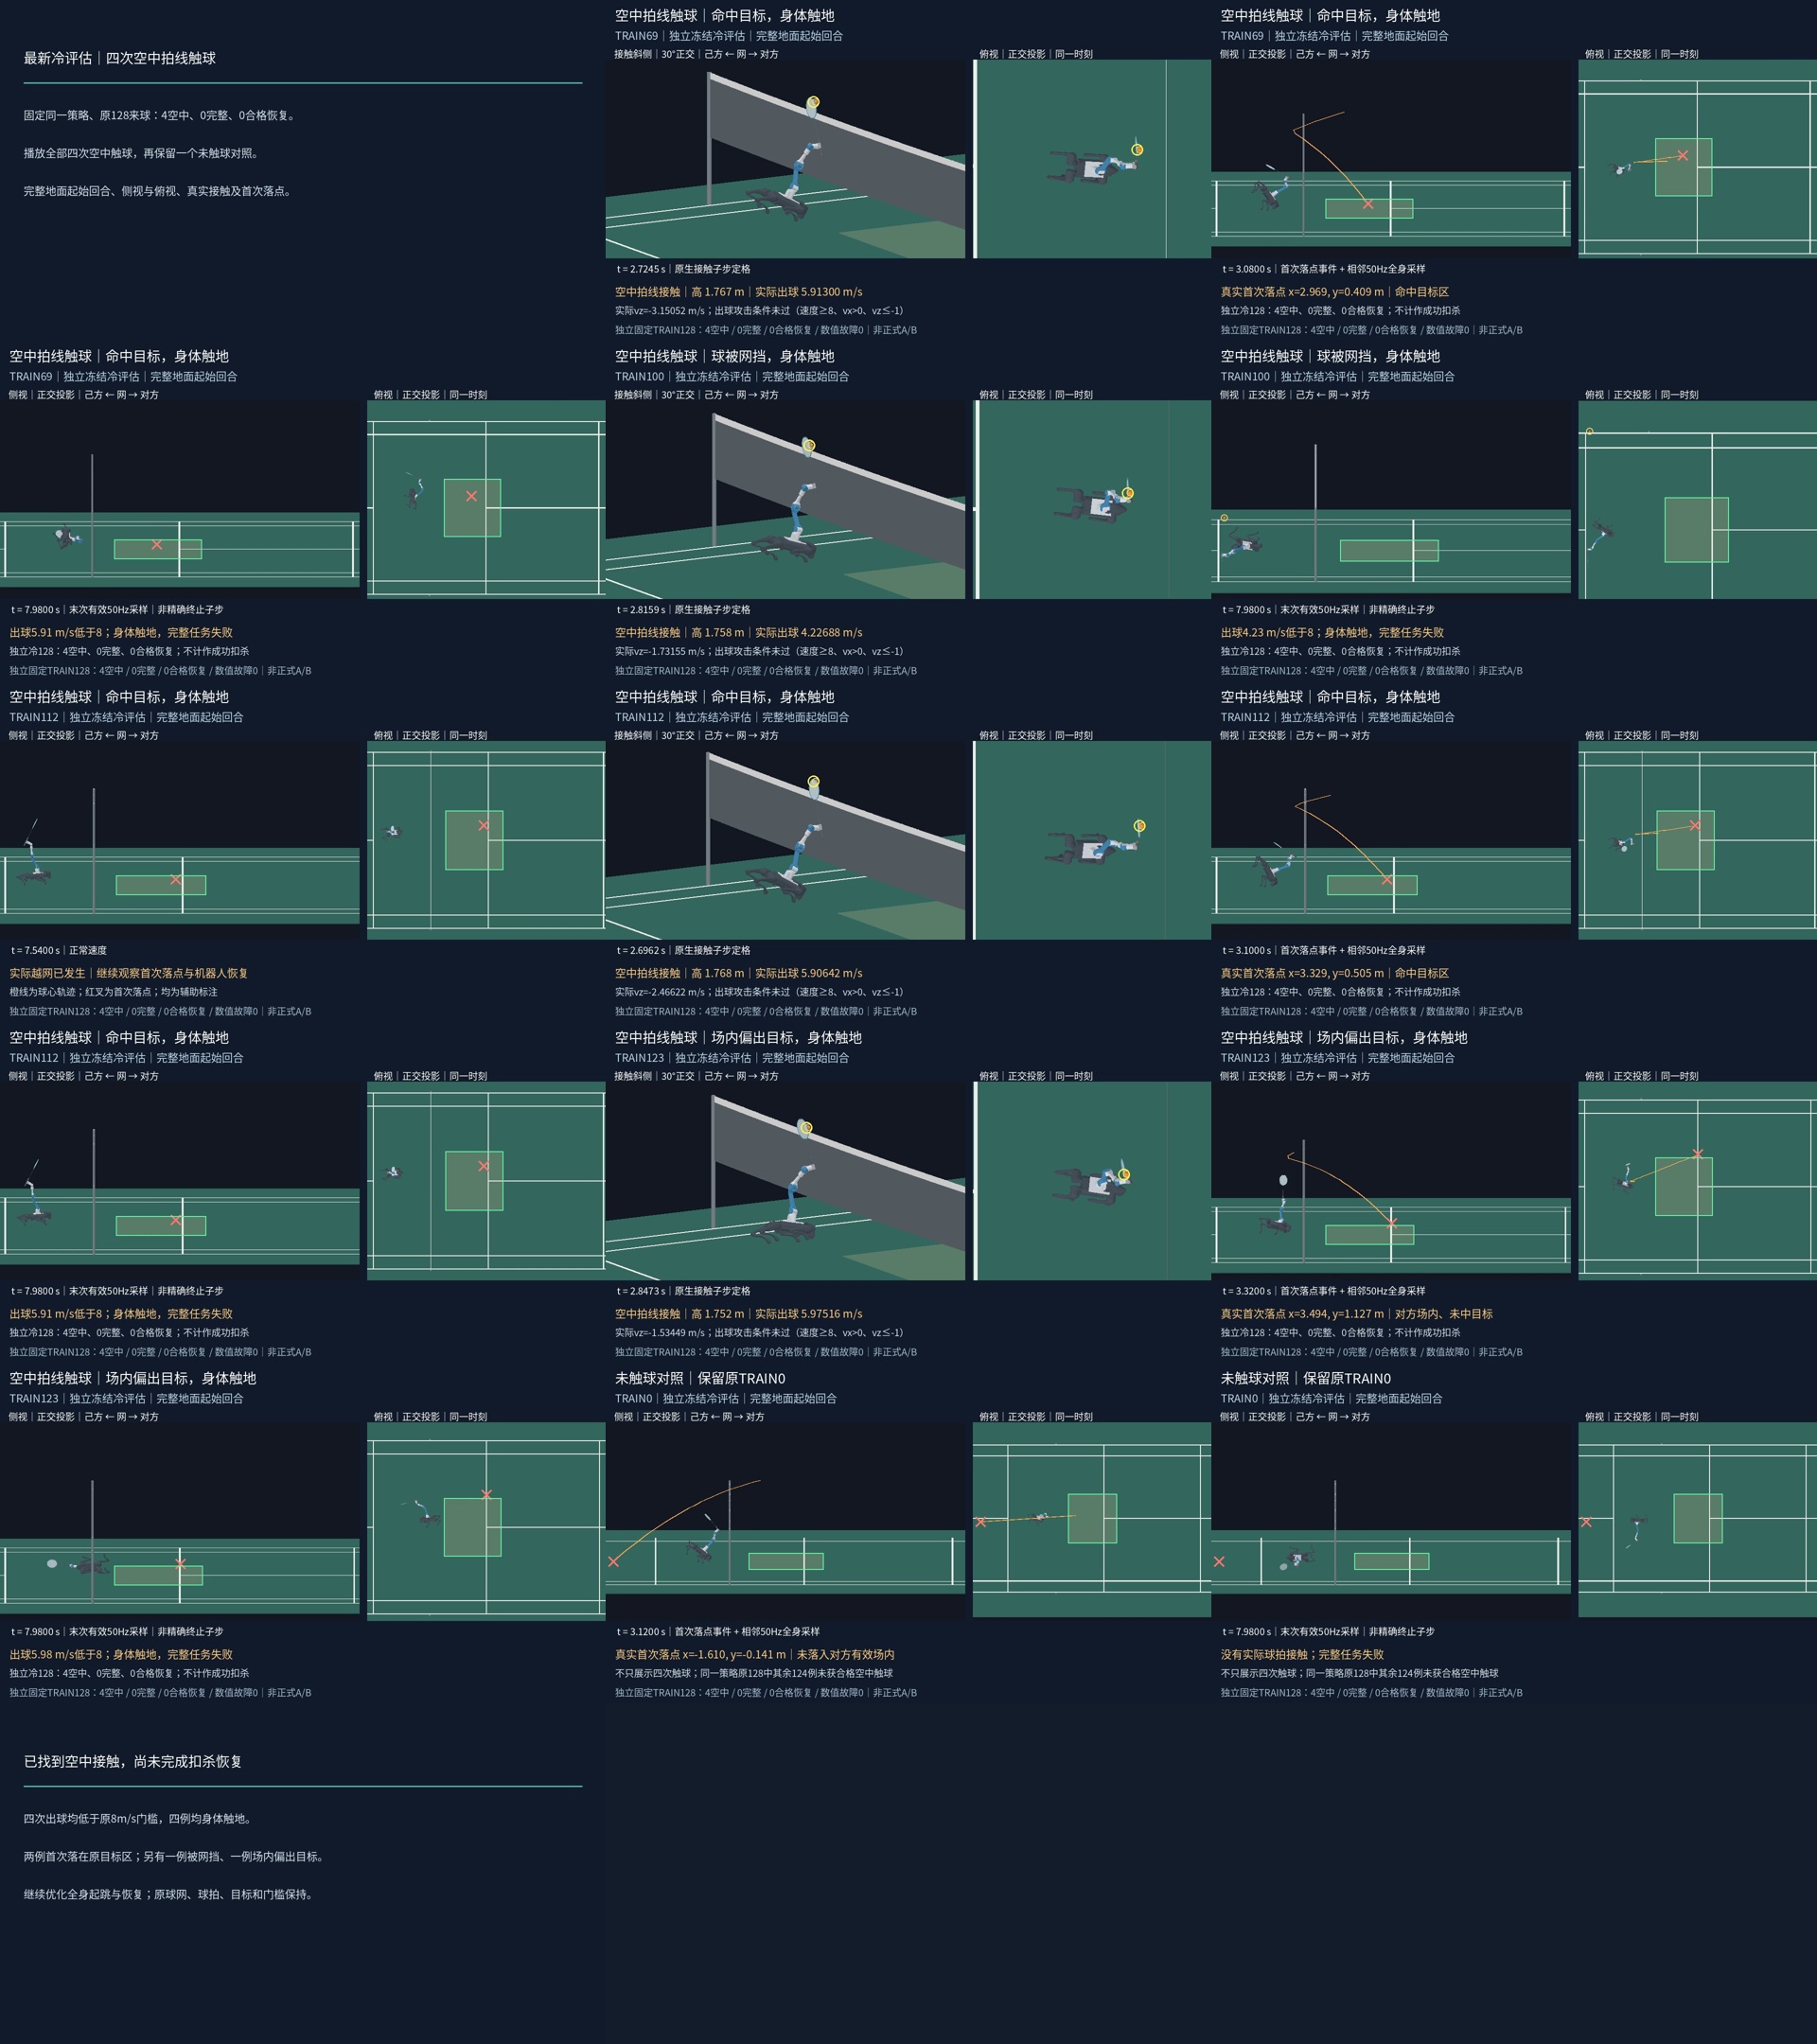 最新冷评估｜四次空中拍线触球
固定同一策略、原128来球：4空中、0完整、0合格恢复。
播放全部四次空中触球，再保留一个未触球对照。
完整地面起始回合、侧视与俯视、真实接触及首次落点。
空中拍线触球｜命中目标，身体触地
TRAIN69｜独立冻结冷评估｜完整地面起始回合
接触斜侧｜30°正交｜己方 ← 网 → 对方
俯视｜正交投影｜同一时刻
t = 2.7245 s｜原生接触子步定格
空中拍线接触｜高 1.767 m｜实际出球 5.91300 m/s
实际vz=-3.15052 m/s；出球攻击条件未过（速度≥8、vx>0、vz≤-1）
独立固定TRAIN128：4空中 / 0完整 / 0合格恢复 / 数值故障0｜非正式A/B
空中拍线触球｜命中目标，身体触地
TRAIN69｜独立冻结冷评估｜完整地面起始回合
侧视｜正交投影｜己方 ← 网 → 对方
俯视｜正交投影｜同一时刻
t = 3.0800 s｜首次落点事件 + 相邻50Hz全身采样
真实首次落点 x=2.969, y=0.409 m｜命中目标区
独立冷128：4空中、0完整、0合格恢复；不计作成功扣杀
独立固定TRAIN128：4空中 / 0完整 / 0合格恢复 / 数值故障0｜非正式A/B
空中拍线触球｜命中目标，身体触地
TRAIN69｜独立冻结冷评估｜完整地面起始回合
侧视｜正交投影｜己方 ← 网 → 对方
俯视｜正交投影｜同一时刻
t = 7.9800 s｜末次有效50Hz采样｜非精确终止子步
出球5.91 m/s低于8；身体触地，完整任务失败
独立冷128：4空中、0完整、0合格恢复；不计作成功扣杀
独立固定TRAIN128：4空中 / 0完整 / 0合格恢复 / 数值故障0｜非正式A/B
空中拍线触球｜球被网挡，身体触地
TRAIN100｜独立冻结冷评估｜完整地面起始回合
接触斜侧｜30°正交｜己方 ← 网 → 对方
俯视｜正交投影｜同一时刻
t = 2.8159 s｜原生接触子步定格
空中拍线接触｜高 1.758 m｜实际出球 4.22688 m/s
实际vz=-1.73155 m/s；出球攻击条件未过（速度≥8、vx>0、vz≤-1）
独立固定TRAIN128：4空中 / 0完整 / 0合格恢复 / 数值故障0｜非正式A/B
空中拍线触球｜球被网挡，身体触地
TRAIN100｜独立冻结冷评估｜完整地面起始回合
侧视｜正交投影｜己方 ← 网 → 对方
俯视｜正交投影｜同一时刻
t = 7.9800 s｜末次有效50Hz采样｜非精确终止子步
出球4.23 m/s低于8；身体触地，完整任务失败
独立冷128：4空中、0完整、0合格恢复；不计作成功扣杀
独立固定TRAIN128：4空中 / 0完整 / 0合格恢复 / 数值故障0｜非正式A/B
空中拍线触球｜命中目标，身体触地
TRAIN112｜独立冻结冷评估｜完整地面起始回合
侧视｜正交投影｜己方 ← 网 → 对方
俯视｜正交投影｜同一时刻
t = 7.5400 s｜正常速度
实际越网已发生｜继续观察首次落点与机器人恢复
橙线为球心轨迹；红叉为首次落点；均为辅助标注
独立固定TRAIN128：4空中 / 0完整 / 0合格恢复 / 数值故障0｜非正式A/B
空中拍线触球｜命中目标，身体触地
TRAIN112｜独立冻结冷评估｜完整地面起始回合
接触斜侧｜30°正交｜己方 ← 网 → 对方
俯视｜正交投影｜同一时刻
t = 2.6962 s｜原生接触子步定格
空中拍线接触｜高 1.768 m｜实际出球 5.90642 m/s
实际vz=-2.46622 m/s；出球攻击条件未过（速度≥8、vx>0、vz≤-1）
独立固定TRAIN128：4空中 / 0完整 / 0合格恢复 / 数值故障0｜非正式A/B
空中拍线触球｜命中目标，身体触地
TRAIN112｜独立冻结冷评估｜完整地面起始回合
侧视｜正交投影｜己方 ← 网 → 对方
俯视｜正交投影｜同一时刻
t = 3.1000 s｜首次落点事件 + 相邻50Hz全身采样
真实首次落点 x=3.329, y=0.505 m｜命中目标区
独立冷128：4空中、0完整、0合格恢复；不计作成功扣杀
独立固定TRAIN128：4空中 / 0完整 / 0合格恢复 / 数值故障0｜非正式A/B
空中拍线触球｜命中目标，身体触地
TRAIN112｜独立冻结冷评估｜完整地面起始回合
侧视｜正交投影｜己方 ← 网 → 对方
俯视｜正交投影｜同一时刻
t = 7.9800 s｜末次有效50Hz采样｜非精确终止子步
出球5.91 m/s低于8；身体触地，完整任务失败
独立冷128：4空中、0完整、0合格恢复；不计作成功扣杀
独立固定TRAIN128：4空中 / 0完整 / 0合格恢复 / 数值故障0｜非正式A/B
空中拍线触球｜场内偏出目标，身体触地
TRAIN123｜独立冻结冷评估｜完整地面起始回合
接触斜侧｜30°正交｜己方 ← 网 → 对方
俯视｜正交投影｜同一时刻
t = 2.8473 s｜原生接触子步定格
空中拍线接触｜高 1.752 m｜实际出球 5.97516 m/s
实际vz=-1.53449 m/s；出球攻击条件未过（速度≥8、vx>0、vz≤-1）
独立固定TRAIN128：4空中 / 0完整 / 0合格恢复 / 数值故障0｜非正式A/B
空中拍线触球｜场内偏出目标，身体触地
TRAIN123｜独立冻结冷评估｜完整地面起始回合
侧视｜正交投影｜己方 ← 网 → 对方
俯视｜正交投影｜同一时刻
t = 3.3200 s｜首次落点事件 + 相邻50Hz全身采样
真实首次落点 x=3.494, y=1.127 m｜对方场内、未中目标
独立冷128：4空中、0完整、0合格恢复；不计作成功扣杀
独立固定TRAIN128：4空中 / 0完整 / 0合格恢复 / 数值故障0｜非正式A/B
空中拍线触球｜场内偏出目标，身体触地
TRAIN123｜独立冻结冷评估｜完整地面起始回合
侧视｜正交投影｜己方 ← 网 → 对方
俯视｜正交投影｜同一时刻
t = 7.9800 s｜末次有效50Hz采样｜非精确终止子步
出球5.98 m/s低于8；身体触地，完整任务失败
独立冷128：4空中、0完整、0合格恢复；不计作成功扣杀
独立固定TRAIN128：4空中 / 0完整 / 0合格恢复 / 数值故障0｜非正式A/B
未触球对照｜保留原TRAIN0
TRAIN0｜独立冻结冷评估｜完整地面起始回合
侧视｜正交投影｜己方 ← 网 → 对方
俯视｜正交投影｜同一时刻
t = 3.1200 s｜首次落点事件 + 相邻50Hz全身采样
真实首次落点 x=-1.610, y=-0.141 m｜未落入对方有效场内
不只展示四次触球；同一策略原128中其余124例未获合格空中触球
独立固定TRAIN128：4空中 / 0完整 / 0合格恢复 / 数值故障0｜非正式A/B
未触球对照｜保留原TRAIN0
TRAIN0｜独立冻结冷评估｜完整地面起始回合
侧视｜正交投影｜己方 ← 网 → 对方
俯视｜正交投影｜同一时刻
t = 7.9800 s｜末次有效50Hz采样｜非精确终止子步
没有实际球拍接触；完整任务失败
不只展示四次触球；同一策略原128中其余124例未获合格空中触球
独立固定TRAIN128：4空中 / 0完整 / 0合格恢复 / 数值故障0｜非正式A/B
已找到空中接触，尚未完成扣杀恢复
四次出球均低于原8m/s门槛，四例均身体触地。
两例首次落在原目标区；另有一例被网挡、一例场内偏出目标。
继续优化全身起跳与恢复；原球网、球拍、目标和门槛保持。